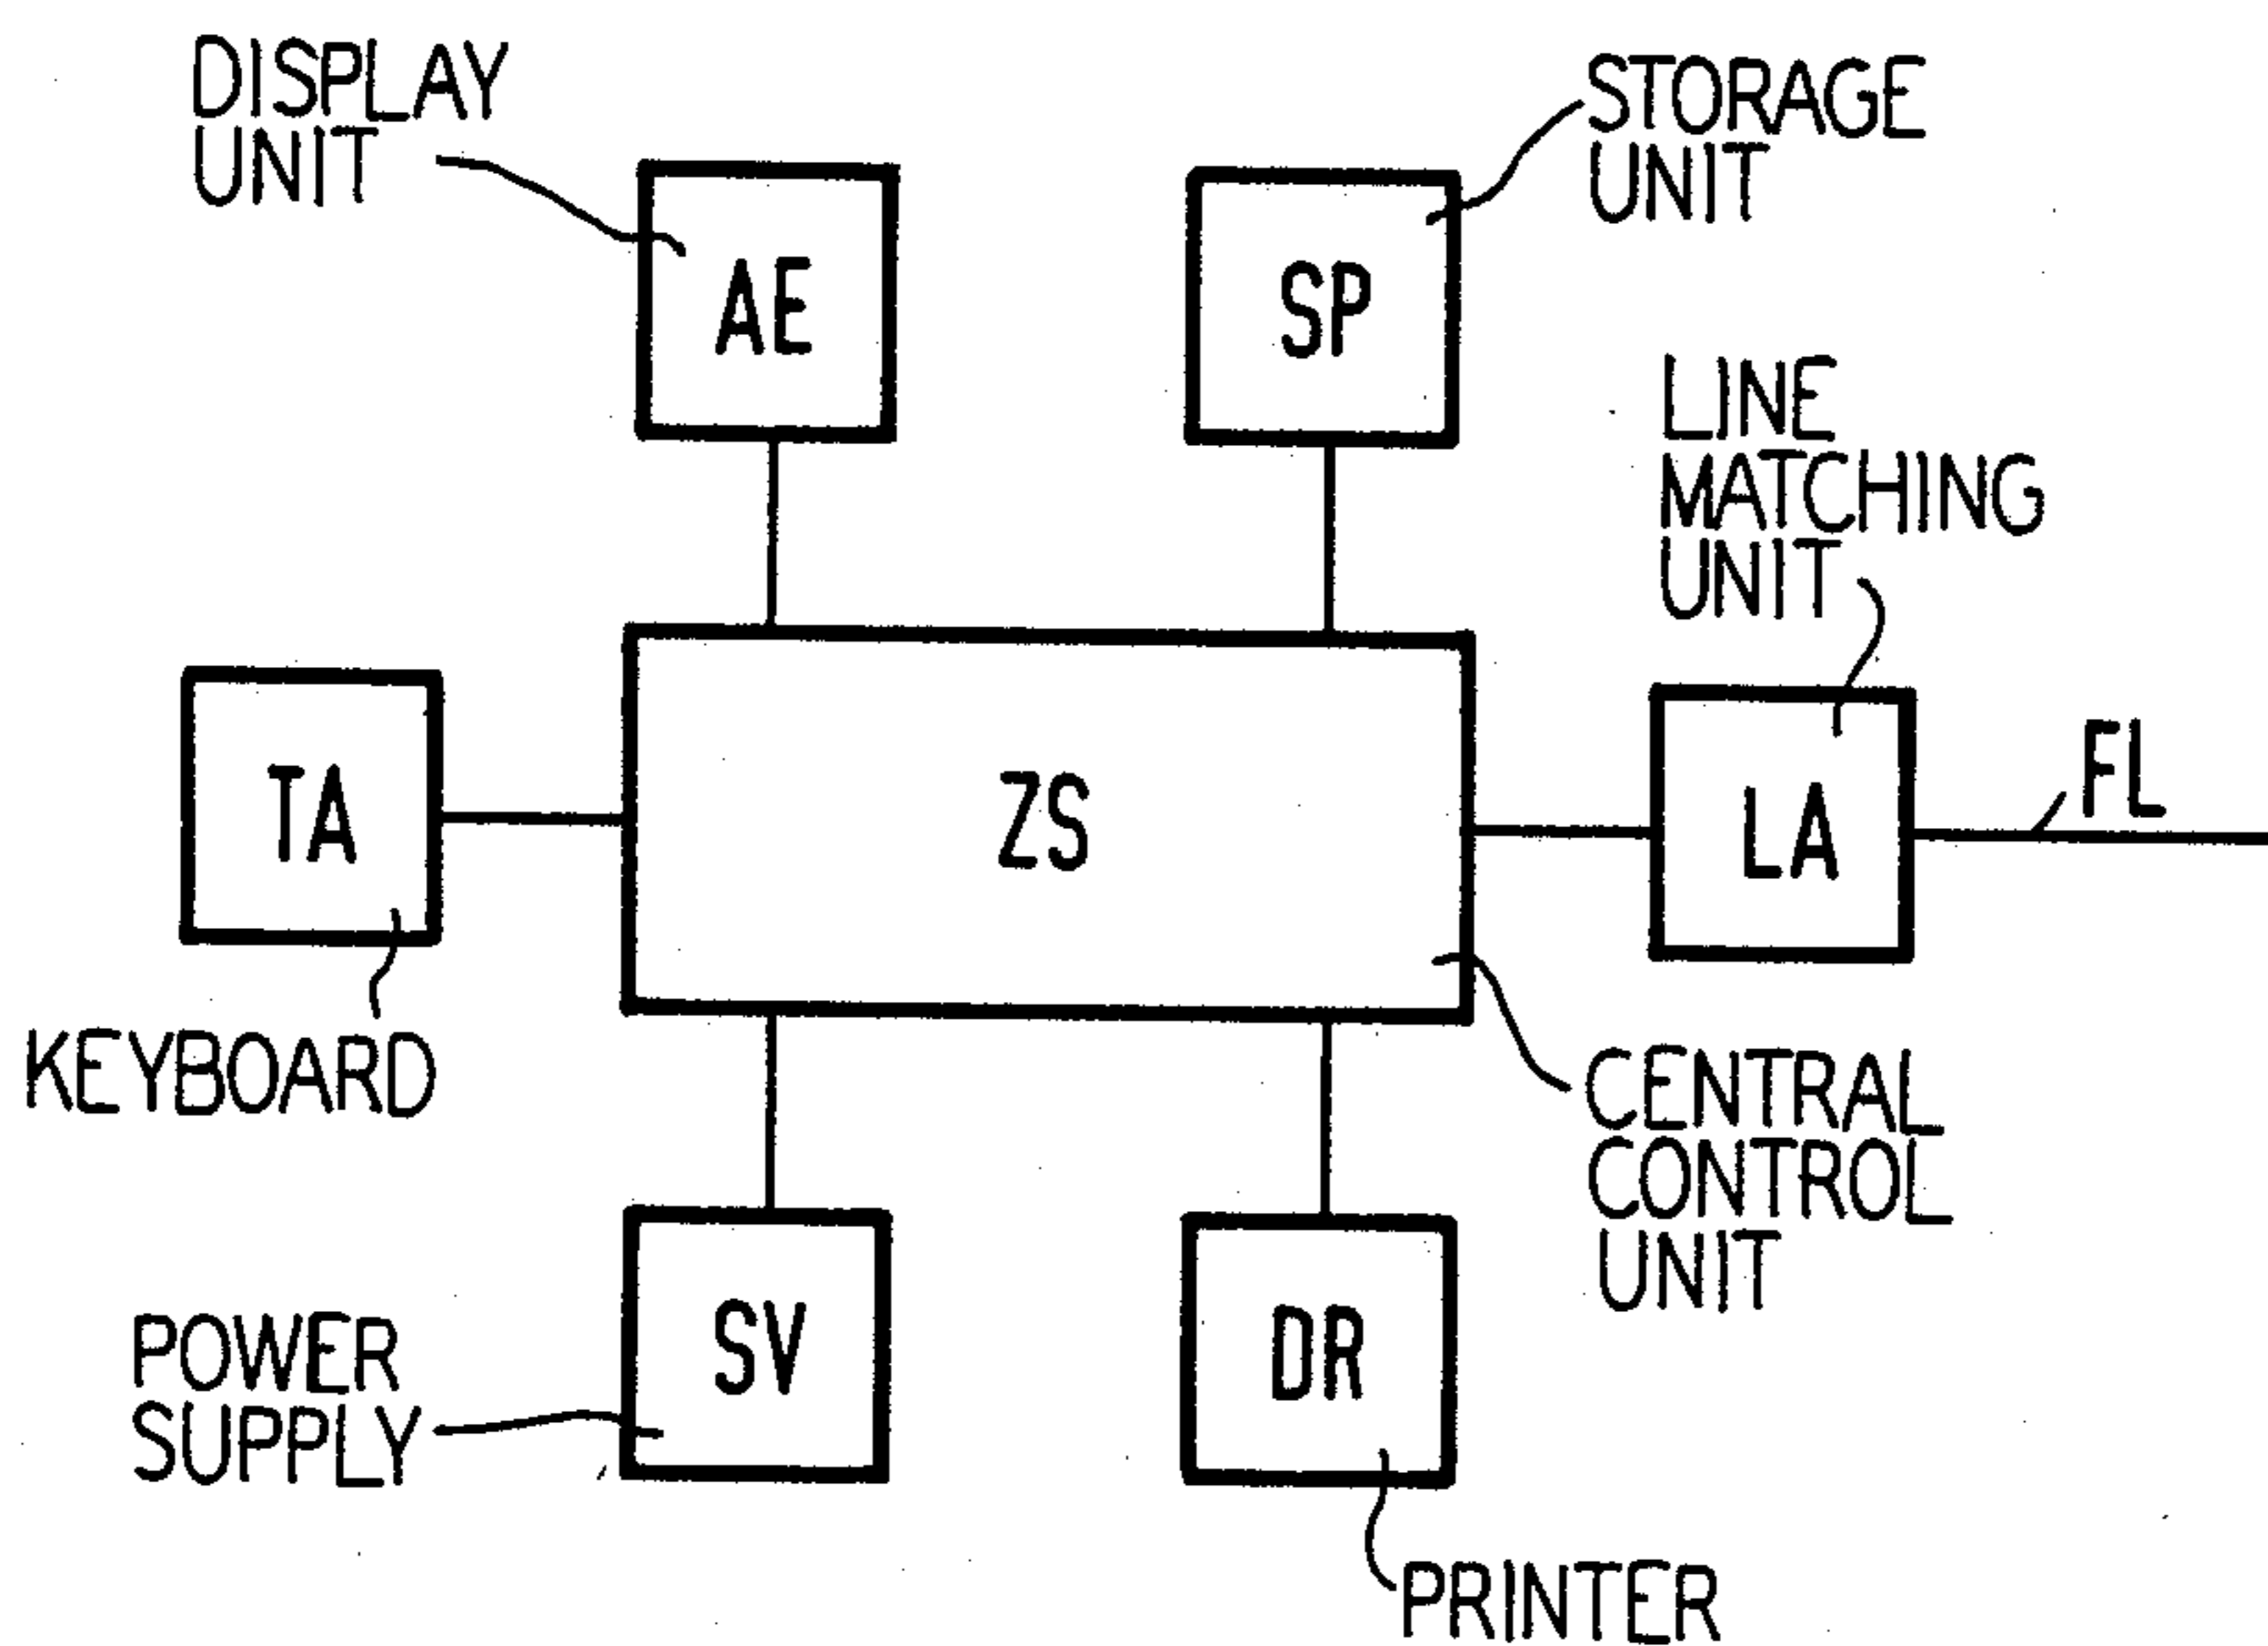 DISPLAY
UNIT
STORAGE
UNIT
AE
SP
LINE
MATCHING
UNIT
TA
ZS
LA
FL
KEYBOARD
CENTRAL
CONTROL
UNIT
POWER
SUPPLY
SV
DR
PRINTER